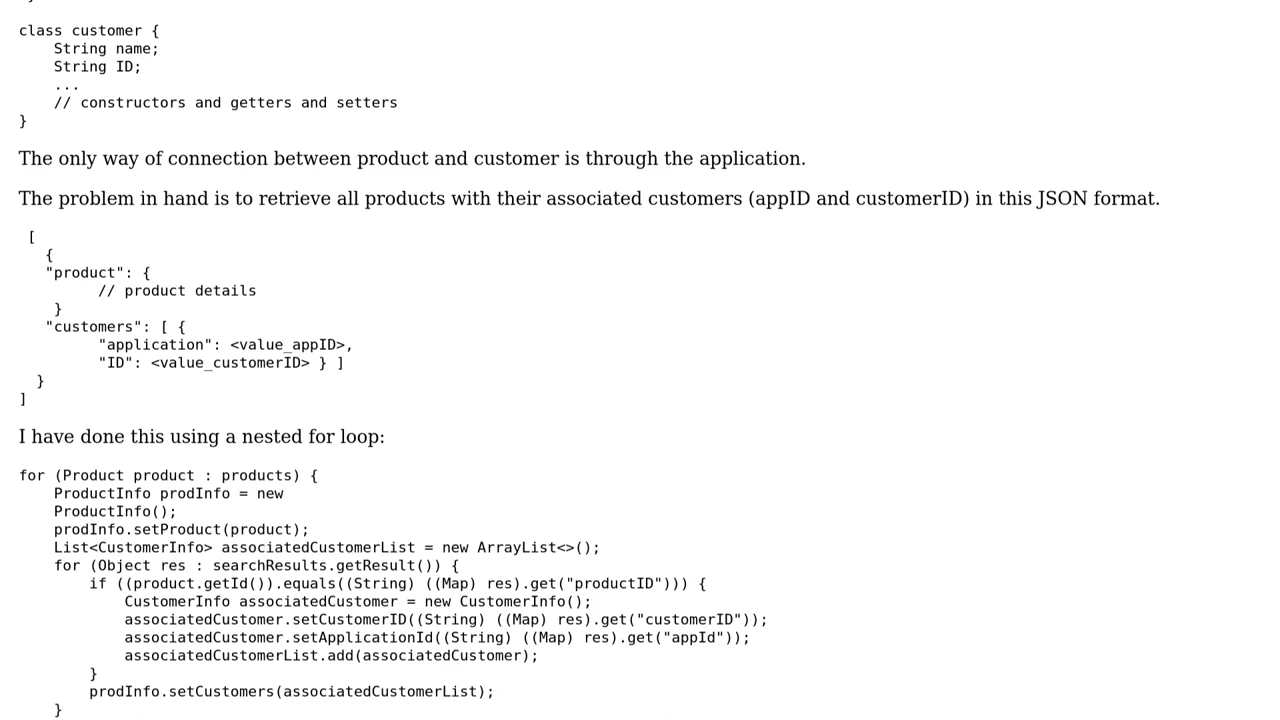 class customer {
    String name;
    String ID;
    ...
    // constructors and getters and setters
}
The only way of connection between product and customer is through the application.
The problem in hand is to retrieve all products with their associated customers (appID and customerID) in this JSON format.
 [
   {
   "product": {
         // product details
    }
   "customers": [ {
         "application": <value_appID>,
         "ID": <value_customerID> } ]
  }
]
I have done this using a nested for loop:
for (Product product : products) {
    ProductInfo prodInfo = new
    ProductInfo();
    prodInfo.setProduct(product);
    List<CustomerInfo> associatedCustomerList = new ArrayList<>();
    for (Object res : searchResults.getResult()) {
        if ((product.getId()).equals((String) ((Map) res).get("productID"))) {
            CustomerInfo associatedCustomer = new CustomerInfo();
            associatedCustomer.setCustomerID((String) ((Map) res).get("customerID"));
            associatedCustomer.setApplicationId((String) ((Map) res).get("appId"));
            associatedCustomerList.add(associatedCustomer);
        }
        prodInfo.setCustomers(associatedCustomerList);
    }